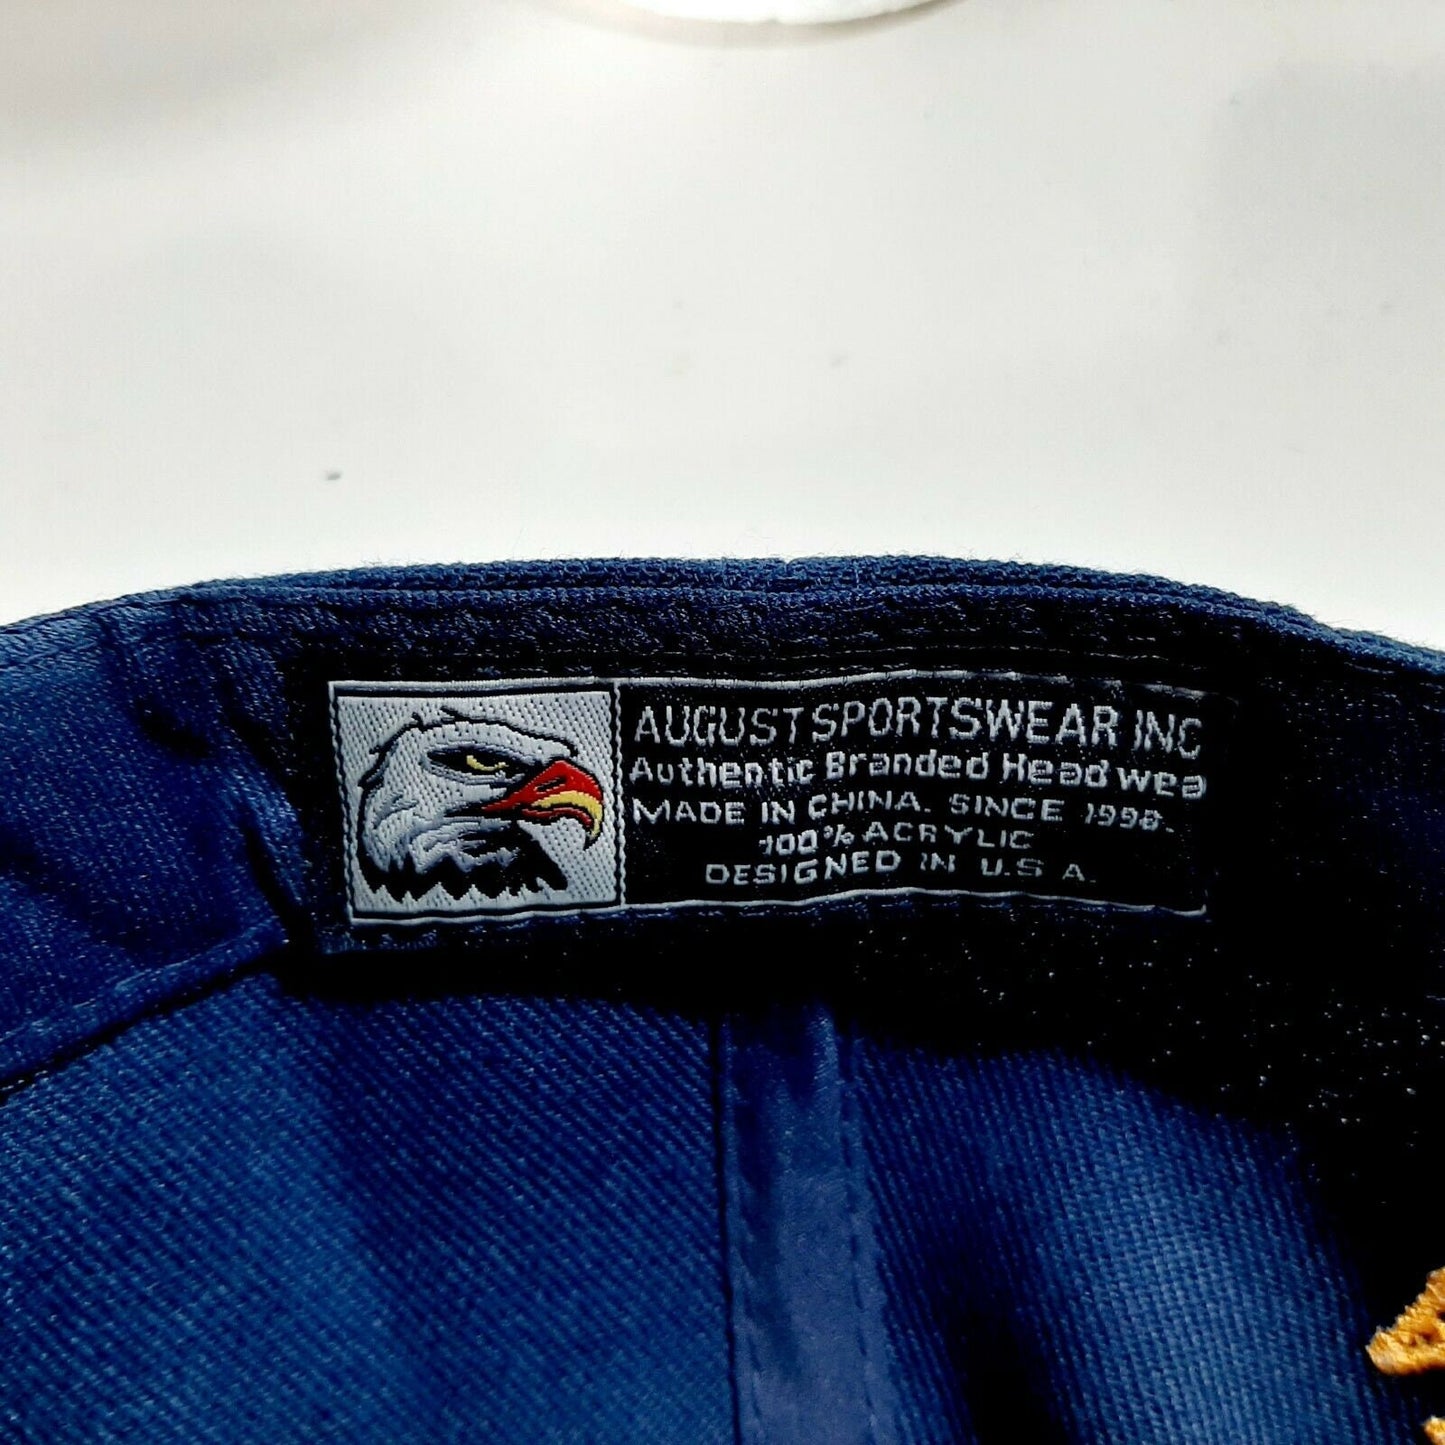 AUGUST SPORTSWEAR INC
Authentic Branded Headwea
MADE IN CHINA. SINCE 1998.
100% ACRYLIC
DESIGNED IN U.S A.